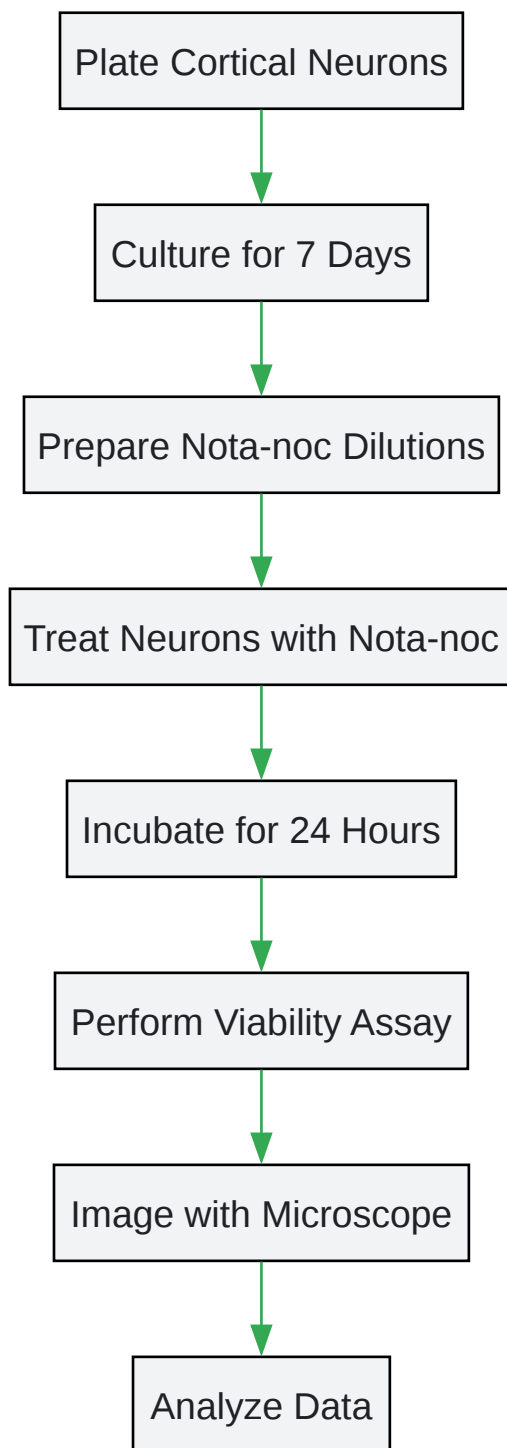 Plate Cortical Neurons
Culture for 7 Days
Prepare Nota-noc Dilutions
Treat Neurons with Nota-noc
Incubate for 24 Hours
Perform Viability Assay
Image with Microscope
Analyze Data